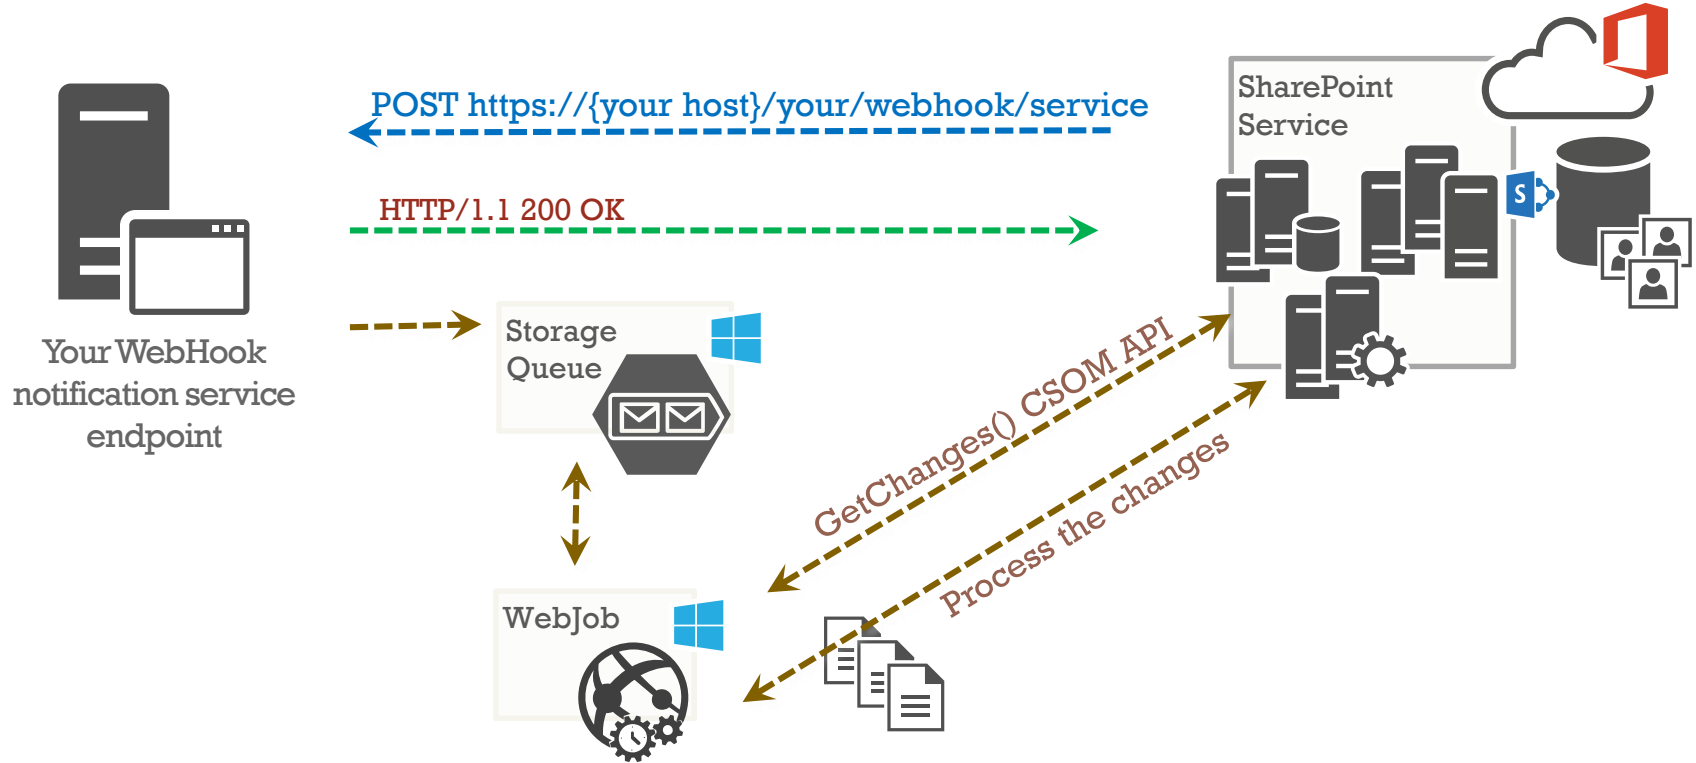 POST https://{your host}/your/webhook/service
SharePoint
Service
HTTP/1.1 200 OK
S
Your WebHook
notification service
endpoint
Storage
Queue
GetChanges() CSOM API
Process the changes
WebJob